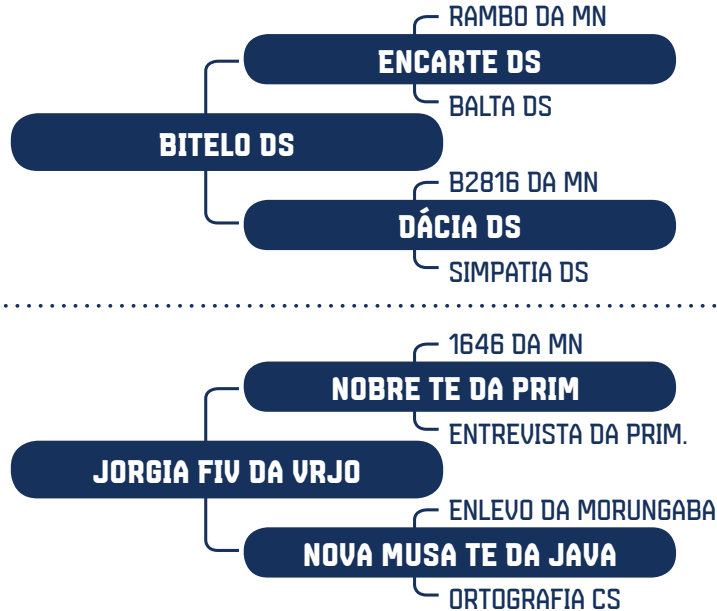 RAMBO DA MN
ENCARTE DS
BALTA DS
BITELO DS
B2816 DA MN
DÁCIA DS
SIMPATIA DS
1646 DA MN
NOBRE TE DA PRIM
ENTREVISTA DA PRIM.
JORGIA FIV DA VRJO
ENLEVO DA MORUNGABA
NOVA MUSA TE DA JAVA
ORTOGRAFIA CS